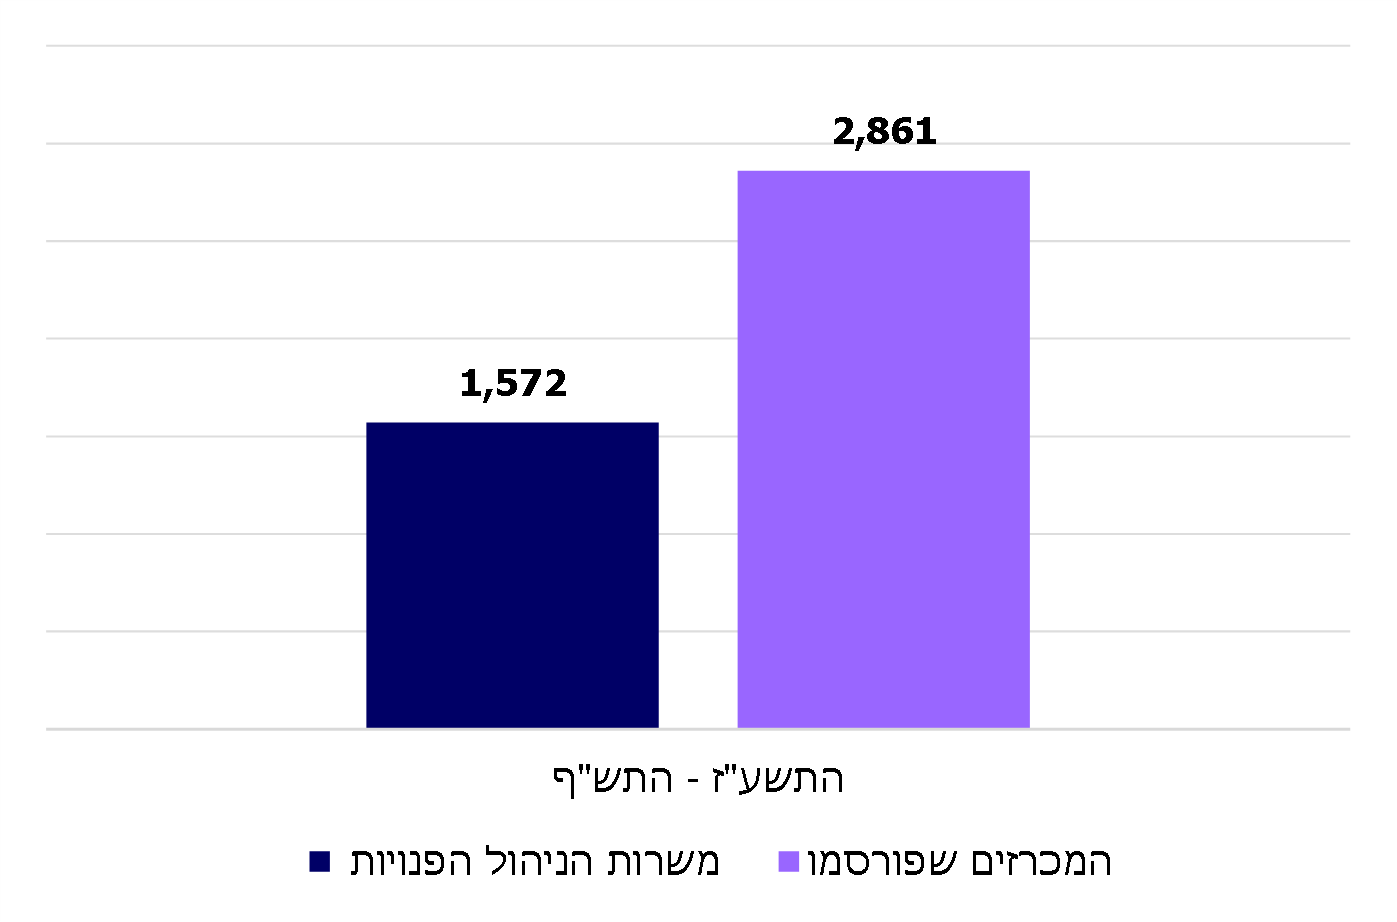 2,861
1,572
התשע"ז - התש"ף
המכרזים שפורסמו
משרות הניהול הפנויות